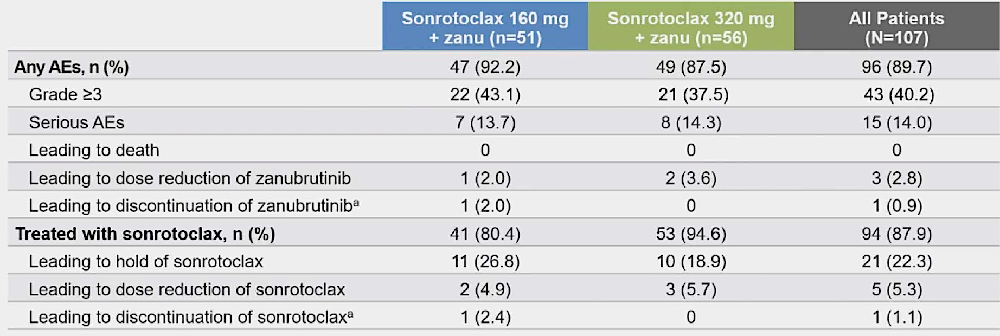 Sonrotoclax 160 mg + zanu (n=51) Sonrotoclax 320 mg + zanu (n=56) All Patients (N=107)
Any AEs, n (%) 47 (92.2) 49 (87.5) 96 (89.7)
Grade ≥3 22 (43.1) 21 (37.5) 43 (40.2)
Serious AEs 7 (13.7) 8 (14.3) 15 (14.0)
Leading to death 0 0 0
Leading to dose reduction of zanubrutinib 1 (2.0) 2 (3.6) 3 (2.8)
Leading to discontinuation of zanubrutinibᵃ 1 (2.0) 0 1 (0.9)
Treated with sonrotoclax, n (%) 41 (80.4) 53 (94.6) 94 (87.9)
Leading to hold of sonrotoclax 11 (26.8) 10 (18.9) 21 (22.3)
Leading to dose reduction of sonrotoclax 2 (4.9) 3 (5.7) 5 (5.3)
Leading to discontinuation of sonrotoclaxᵃ 1 (2.4) 0 1 (1.1)